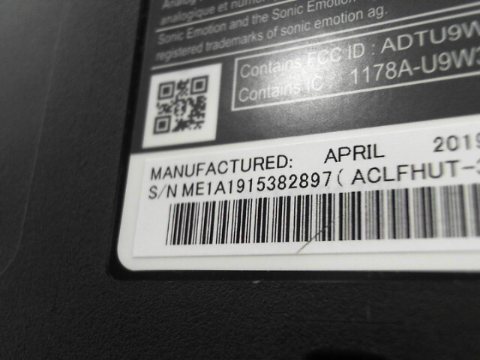 analogique et numé
Sonic Emotion and the Sonic Emotion
registered trademarks of sonic emotion ag.
Contains FCC ID : ADTU9W
Contains IC : 1178A-U9W3
MANUFACTURED: APRIL 2019
S/N ME1A1915382897( ACLFHUT-